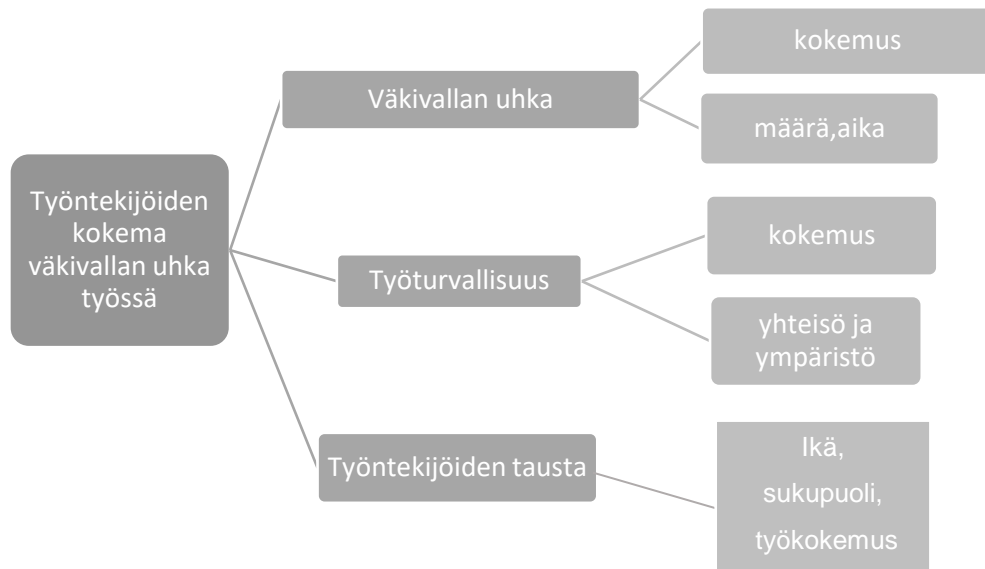 Työntekijöiden
kokema
väkivallan uhka
työssä
Väkivallan uhka
kokemus
määrä,aika
Työturvallisuus
kokemus
yhteisö ja
ympäristö
Työntekijöiden tausta
Ikä,
sukupuoli,
työkokemus